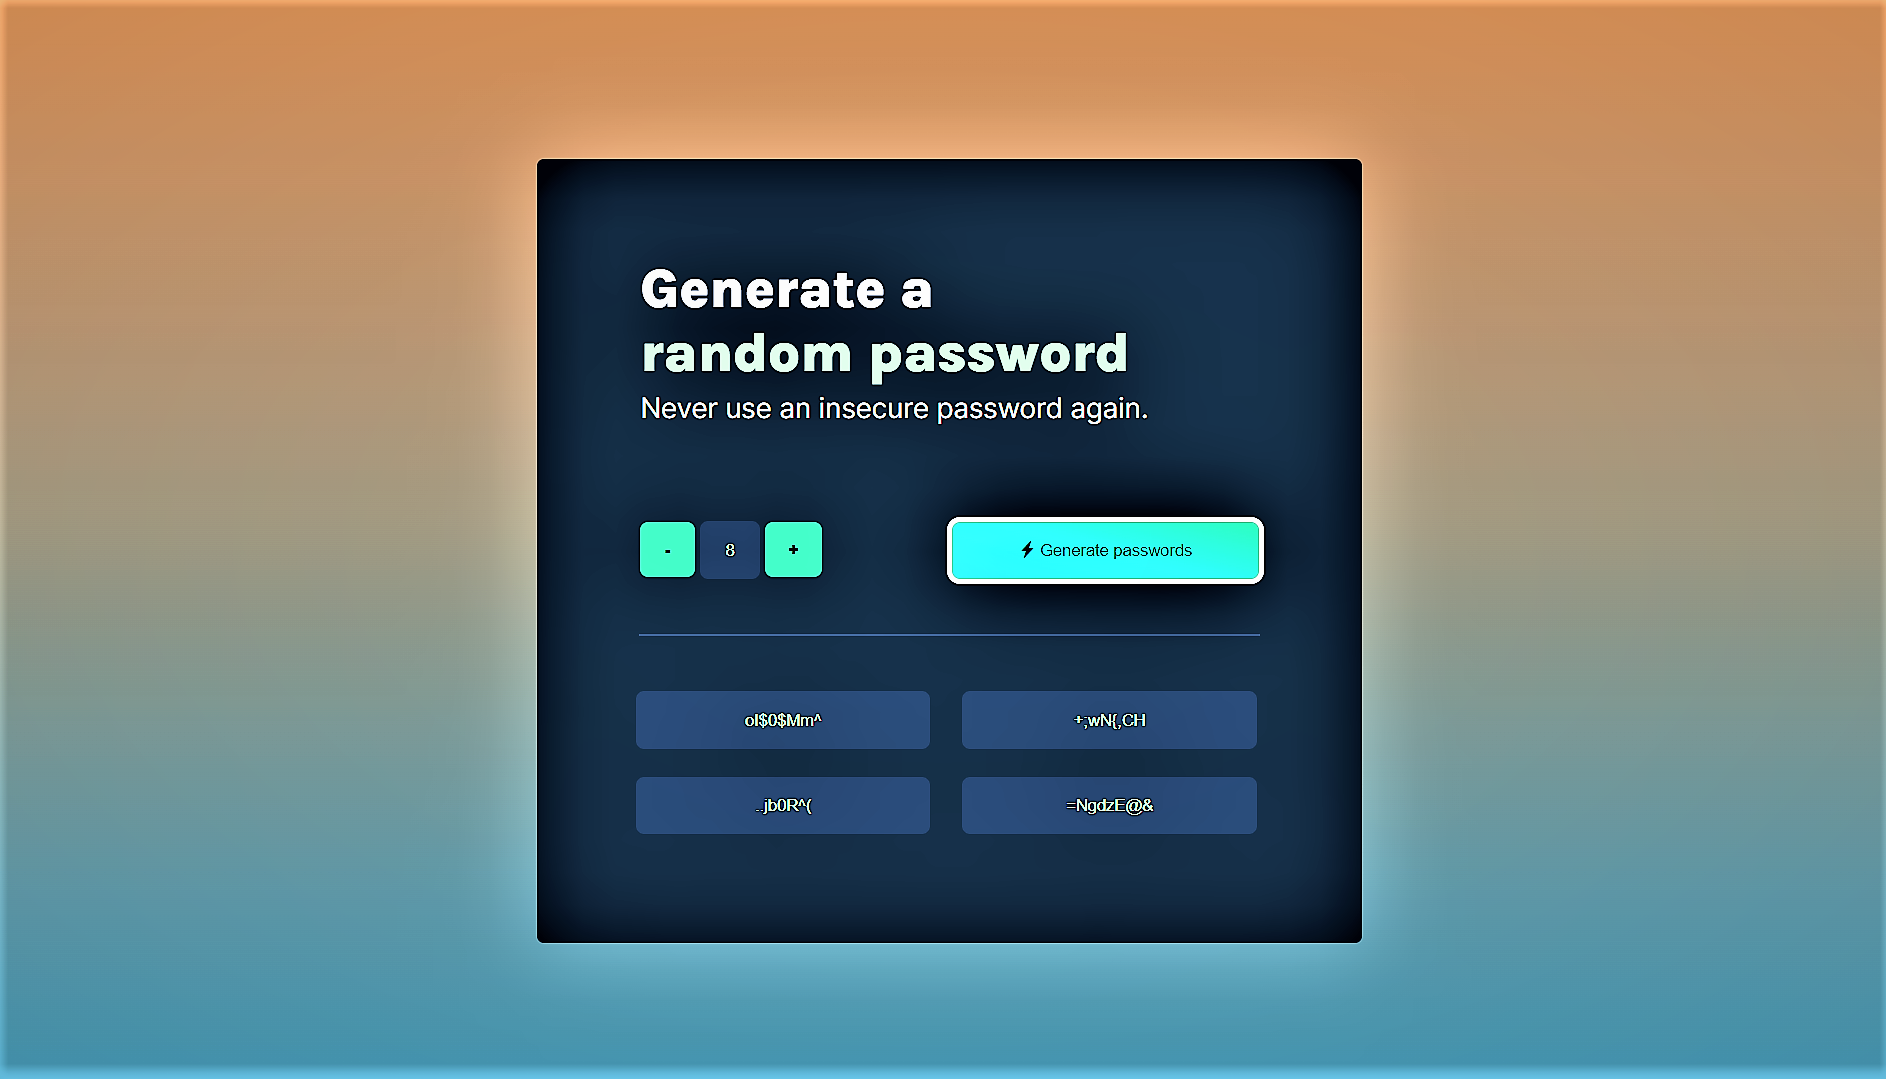 Generate a
random password
Never use an insecure password again.
- 8 +
Generate passwords
ol$0$Mm^
+;wN{,CH
..jb0R^(
=NgdzE@&